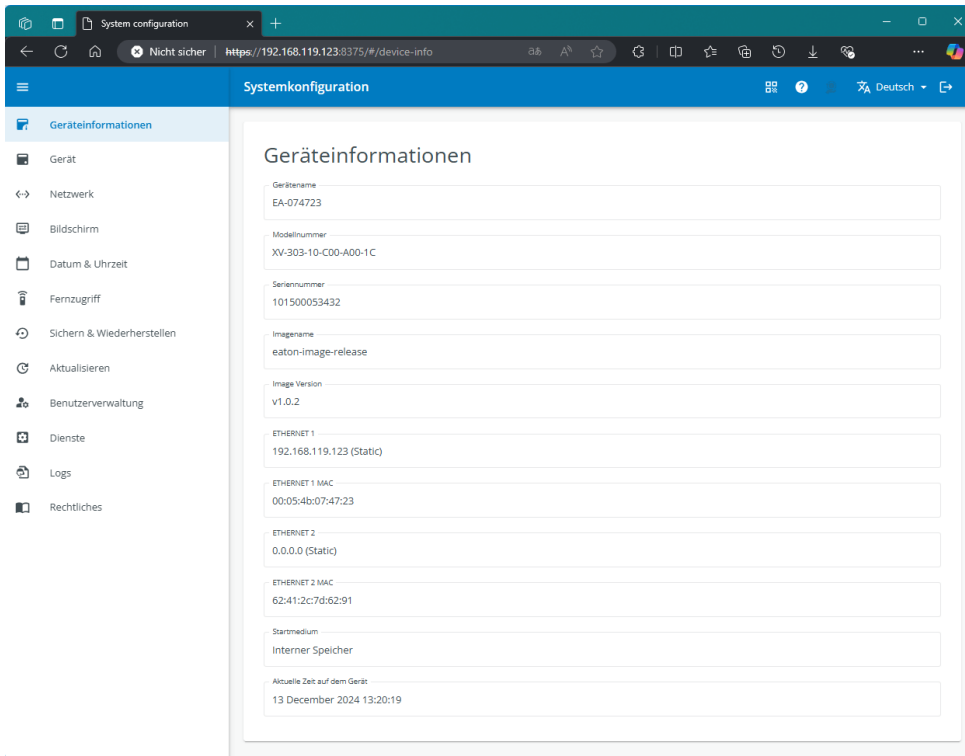 System configuration
Nicht sicher
https://192.168.119.123:8375/#/device-info
Systemkonfiguration
Deutsch
Geräteinformationen
Gerät
Netzwerk
Bildschirm
Datum & Uhrzeit
Fernzugriff
Sichern & Wiederherstellen
Aktualisieren
Benutzerverwaltung
Dienste
Logs
Rechtliches
Geräteinformationen
Gerätename
EA-074723
Modellnummer
XV-303-10-C00-A00-1C
Seriennummer
101500053432
Imagename
eaton-image-release
Image Version
v1.0.2
ETHERNET 1
192.168.119.123 (Static)
ETHERNET 1 MAC
00:05:4b:07:47:23
ETHERNET 2
0.0.0.0 (Static)
ETHERNET 2 MAC
62:41:2c:7d:62:91
Startmedium
Interner Speicher
Aktuelle Zeit auf dem Gerät
13 December 2024 13:20:19